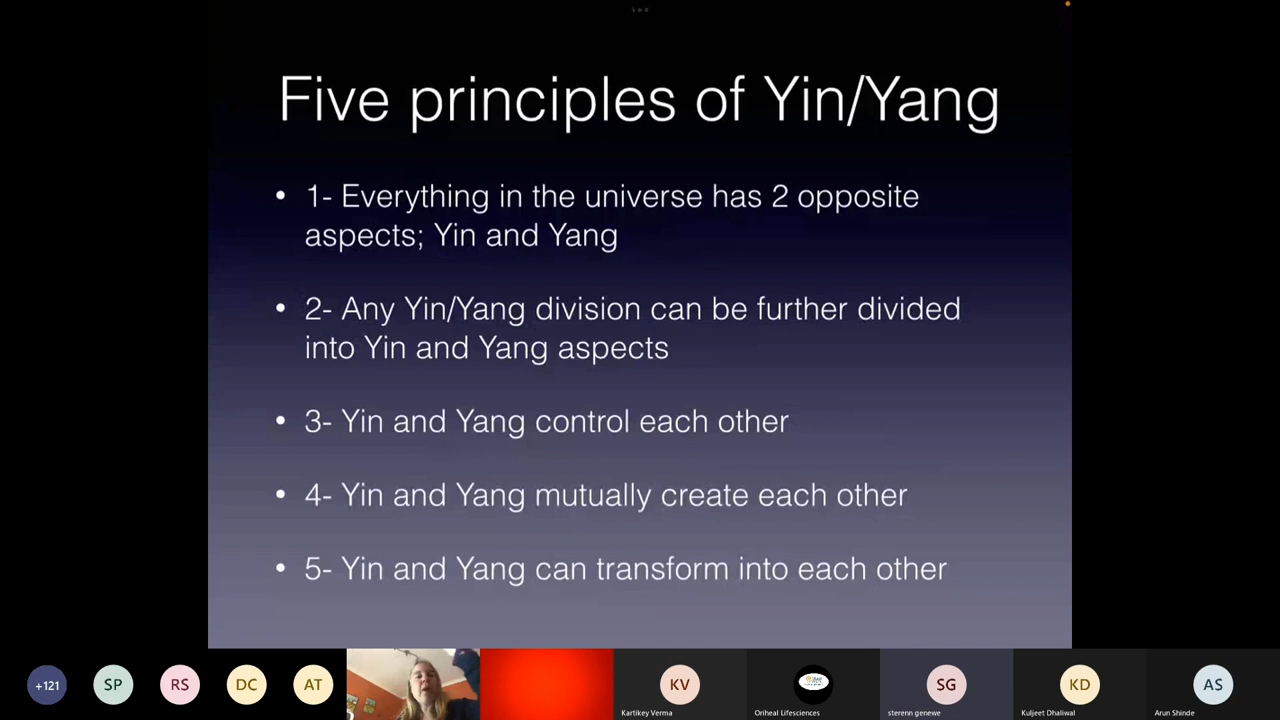 Five principles of Yin/Yang
• 1- Everything in the universe has 2 opposite
aspects; Yin and Yang
• 2- Any Yin/Yang division can be further divided
into Yin and Yang aspects
• 3- Yin and Yang control each other
• 4- Yin and Yang mutually create each other
• 5- Yin and Yang can transform into each other
+121 SP RS DC AT KV SG KD AS
Kartikey Verma Oriheal Lifesciences sterenn genewe Kuljeet Dhaliwal Arun Shinde